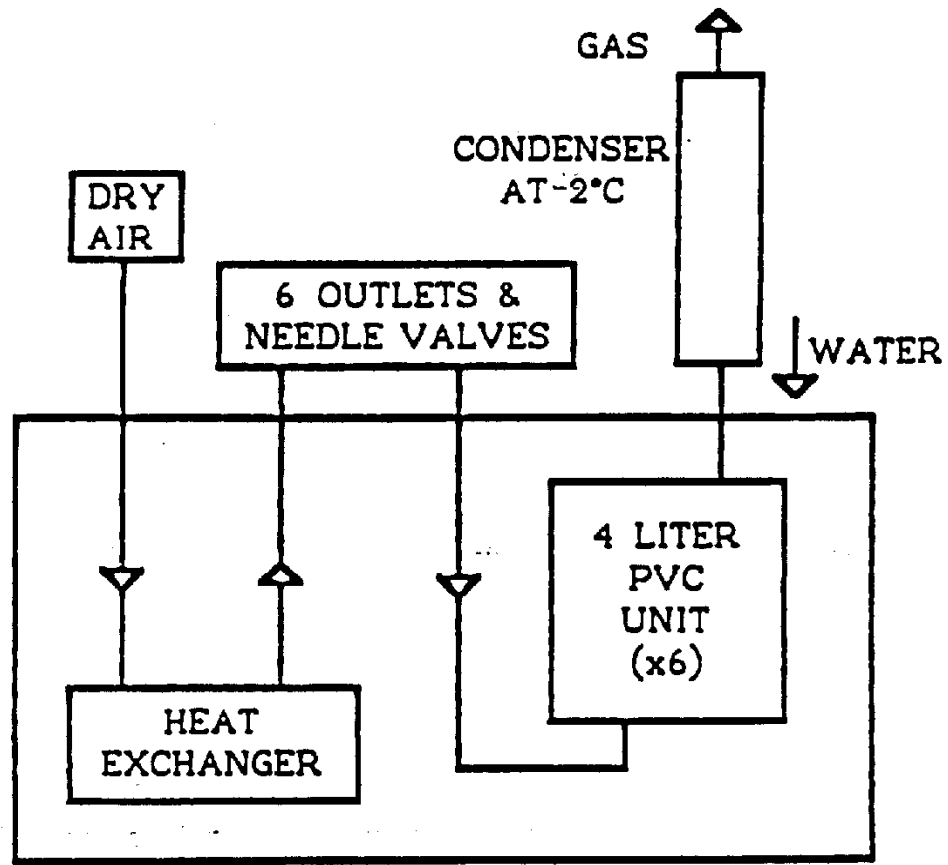 GAS
CONDENSER
AT-2°C
DRY
AIR
6 OUTLETS &
NEEDLE VALVES
WATER
4 LITER
PVC
UNIT
(x6)
HEAT
EXCHANGER